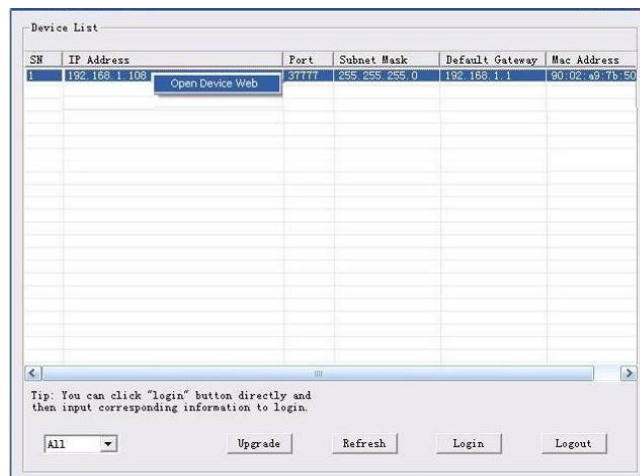 Device List
SN IP Address Port Subnet Mask Default Gateway Mac Address
1 192.168.1.108 37777 255.255.255.0 192.168.1.1 90:02:a9:7b:50
Open Device Web
Tip: You can click "login" button directly and
then input corresponding information to login.
All Upgrade Refresh Login Logout